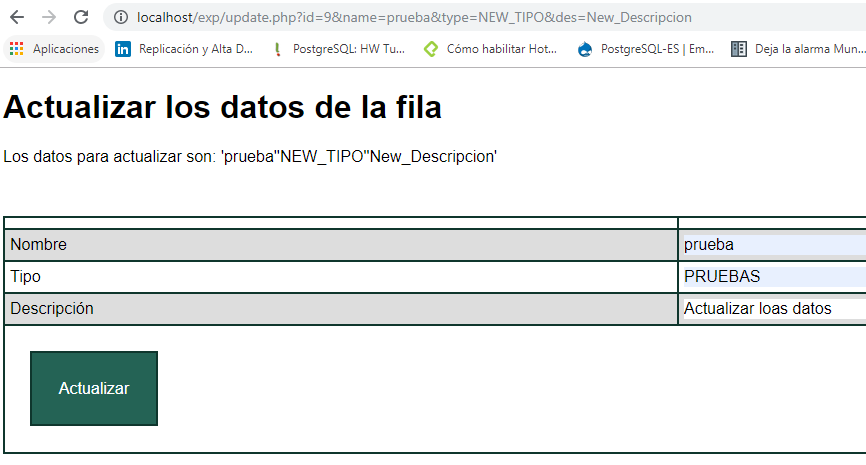 localhost/exp/update.php?id=9&name=prueba&type=NEW_TIPO&des=New_Descripcion
Aplicaciones Replicación y Alta D... PostgreSQL: HW Tu... Cómo habilitar Hot... PostgreSQL-ES | Em... Deja la alarma Mun...
Actualizar los datos de la fila
Los datos para actualizar son: 'prueba''NEW_TIPO''New_Descripcion'
Nombre prueba
Tipo PRUEBAS
Descripción Actualizar loas datos
Actualizar